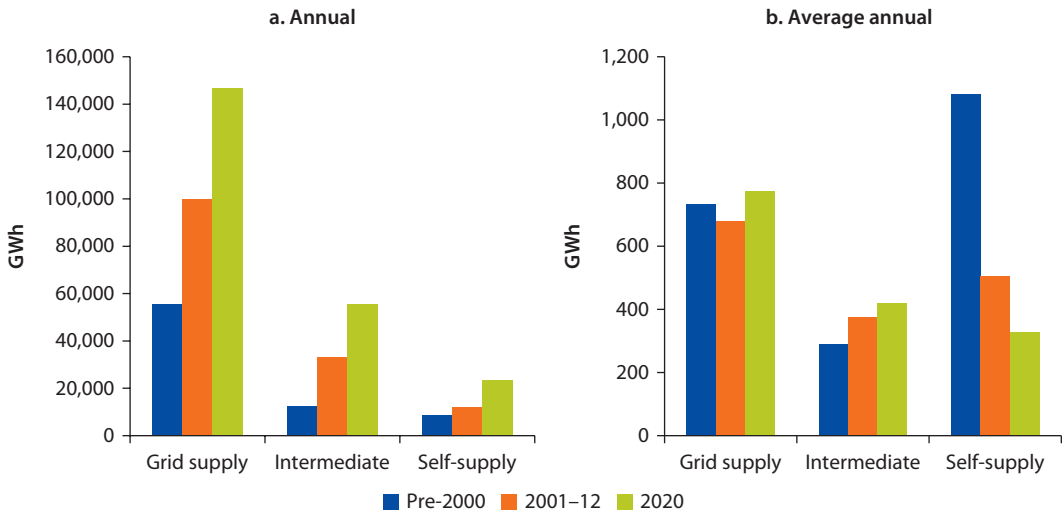 a. Annual
160,000
140,000
120,000
100,000
80,000
60,000
40,000
20,000
0
GWh
Grid supply Intermediate Self-supply
b. Average annual
1,200
1,000
800
600
400
200
0
GWh
Grid supply Intermediate Self-supply
Pre-2000 2001–12 2020